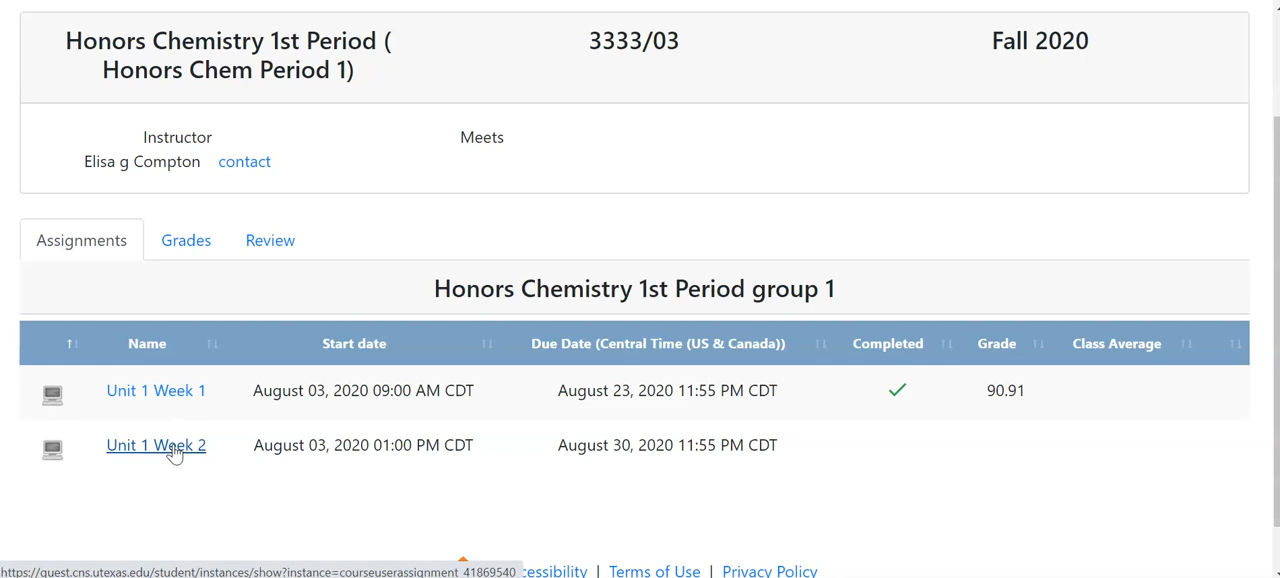 Honors Chemistry 1st Period (
Honors Chem Period 1)
3333/03
Fall 2020
Instructor
Meets
Elisa g Compton contact
Assignments Grades Review
Honors Chemistry 1st Period group 1
Name Start date Due Date (Central Time (US & Canada)) Completed Grade Class Average
Unit 1 Week 1 August 03, 2020 09:00 AM CDT August 23, 2020 11:55 PM CDT 90.91
Unit 1 Week 2 August 03, 2020 01:00 PM CDT August 30, 2020 11:55 PM CDT
https://quest.cns.utexas.edu/student/instances/show?instance=courseuserassignment_41869540 cessibility | Terms of Use | Privacy Policy